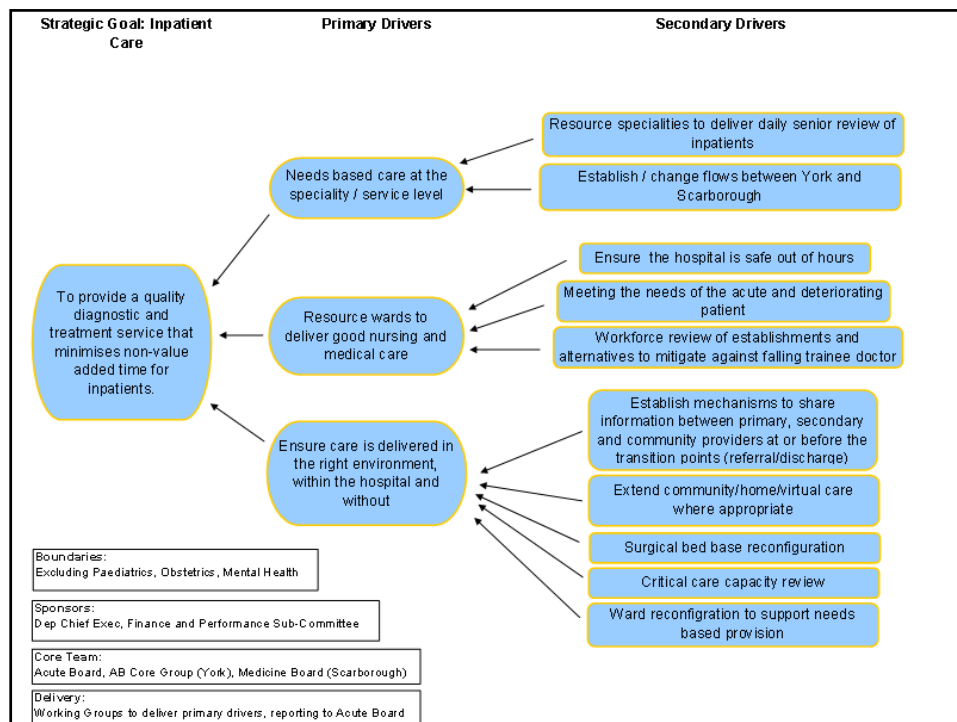 Strategic Goal: Inpatient
Care
Primary Drivers
Secondary Drivers
Resource specialities to deliver daily senior review of
inpatients
Needs based care at the
speciality / service level
Establish / change flows between York and
Scarborough
Ensure the hospital is safe out of hours
To provide a quality
diagnostic and
treatment service that
minimises non-value
added time for
inpatients.
Resource wards to
deliver good nursing and
medical care
Meeting the needs of the acute and deteriorating
patient
Workforce review of establishments and
alternatives to mitigate against falling trainee doctor
Establish mechanisms to share
information between primary, secondary
and community providers at or before the
transition points (referral/discharge)
Ensure care is delivered in
the right environment,
within the hospital and
without
Extend community/home/virtual care
where appropriate
Surgical bed base reconfiguration
Critical care capacity review
Ward reconfigration to support needs
based provision
Boundaries:
Excluding Paediatrics, Obstetrics, Mental Health
Sponsors:
Dep Chief Exec, Finance and Performance Sub-Committee
Core Team:
Acute Board, AB Core Group (York), Medicine Board (Scarborough)
Delivery:
Working Groups to deliver primary drivers, reporting to Acute Board